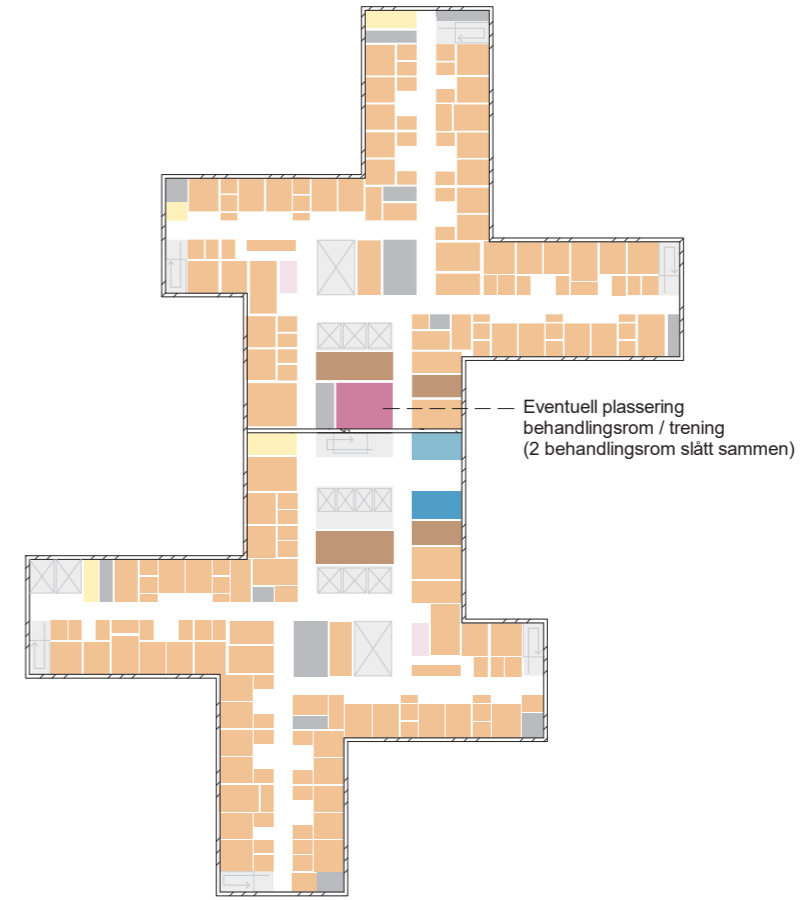 Eventuell plassering
behandlingsrom / trening
(2 behandlingsrom slått sammen)